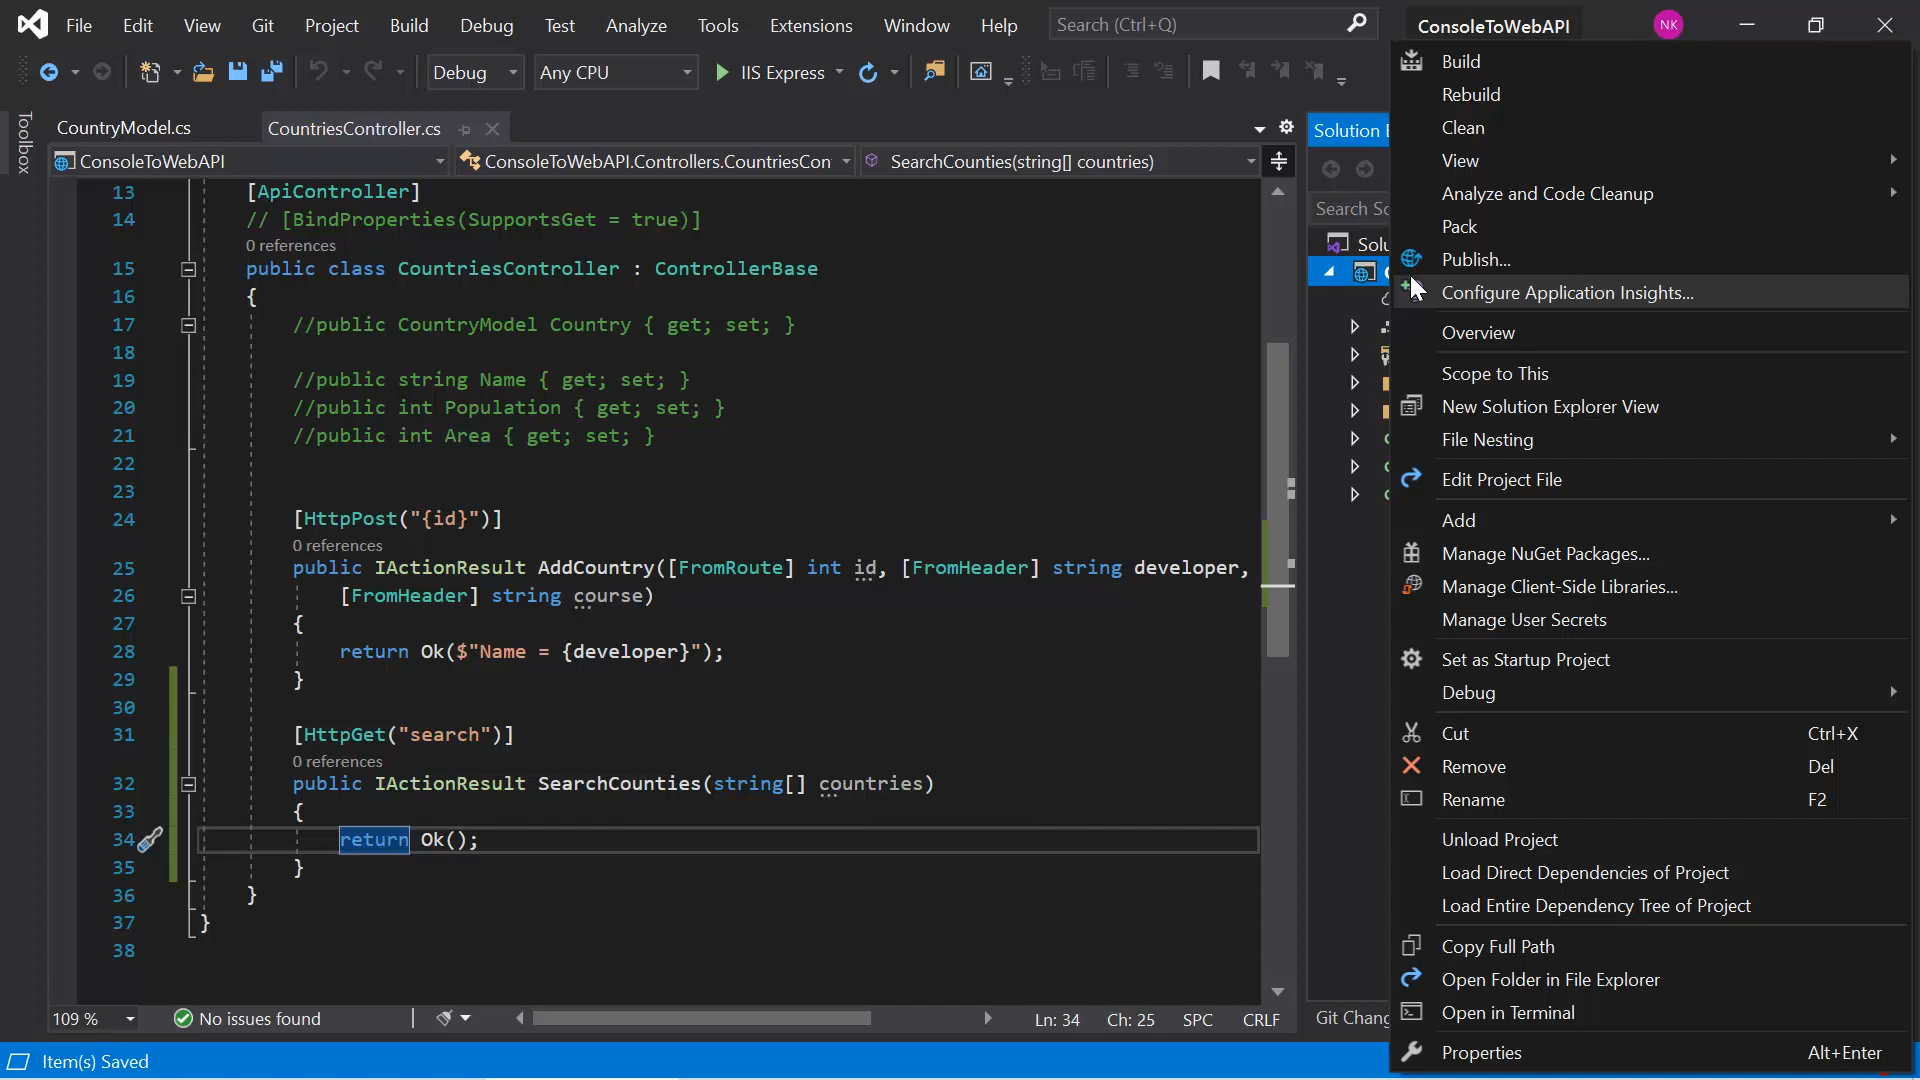 File Edit View Git Project Build Debug Test Analyze Tools Extensions Window Help Search (Ctrl+Q) ConsoleToWebAPI NK
Debug Any CPU IIS Express
Toolbox
CountryModel.cs CountriesController.cs
ConsoleToWebAPI ConsoleToWebAPI.Controllers.CountriesCon SearchCounties(string[] countries)
13 [ApiController]
14 // [BindProperties(SupportsGet = true)]
0 references
15 public class CountriesController : ControllerBase
16 {
17 //public CountryModel Country { get; set; }
18
19 //public string Name { get; set; }
20 //public int Population { get; set; }
21 //public int Area { get; set; }
22
23
24 [HttpPost("{id}")]
0 references
25 public IActionResult AddCountry([FromRoute] int id, [FromHeader] string developer,
26 [FromHeader] string course)
27 {
28 return Ok($"Name = {developer}");
29 }
30
31 [HttpGet("search")]
0 references
32 public IActionResult SearchCounties(string[] countries)
33 {
34 return Ok();
35 }
36 }
37 }
38
109 % No issues found Ln: 34 Ch: 25 SPC CRLF
Item(s) Saved
Solution
Search
Git
Build
Rebuild
Clean
View
Analyze and Code Cleanup
Pack
Publish...
Configure Application Insights...
Overview
Scope to This
New Solution Explorer View
File Nesting
Edit Project File
Add
Manage NuGet Packages...
Manage Client-Side Libraries...
Manage User Secrets
Set as Startup Project
Debug
Cut Ctrl+X
Remove Del
Rename F2
Unload Project
Load Direct Dependencies of Project
Load Entire Dependency Tree of Project
Copy Full Path
Open Folder in File Explorer
Open in Terminal
Properties Alt+Enter